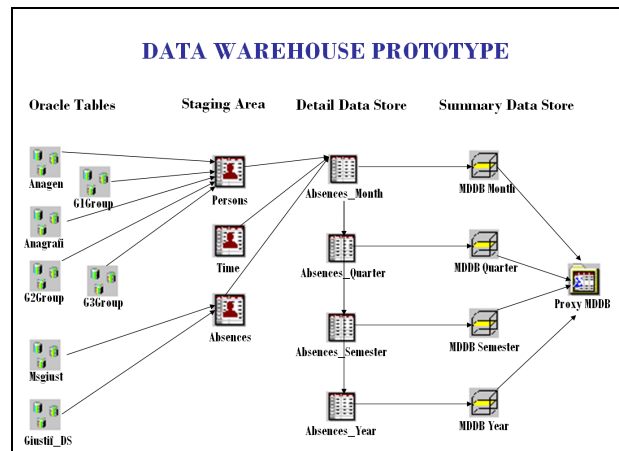 DATA WAREHOUSE PROTOTYPE
Oracle Tables
Staging Area
Detail Data Store
Summary Data Store
Anagen
G1Group
Anagrafi
G2Group
G3Group
Msgiust
Giustif_DS
Persons
Time
Absences
Absences_Month
Absences_Quarter
Absences_Semester
Absences_Year
MDDB Month
MDDB Quarter
MDDB Semester
MDDB Year
Proxy MDDB